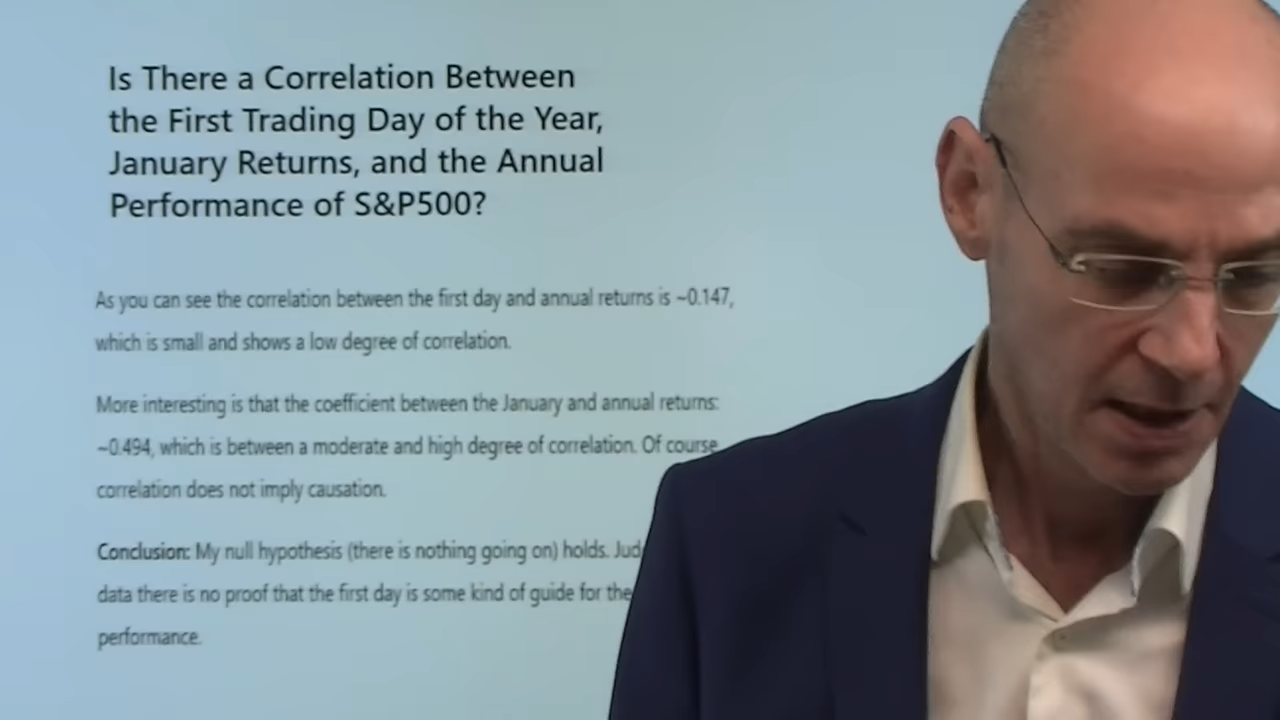 Is There a Correlation Between
the First Trading Day of the Year,
January Returns, and the Annual
Performance of S&P500?
As you can see the correlation between the first day and annual returns is ~0.147,
which is small and shows a low degree of correlation.
More interesting is that the coefficient between the January and annual returns:
~0.494, which is between a moderate and high degree of correlation. Of course
correlation does not imply causation.
Conclusion: My null hypothesis (there is nothing going on) holds.
data there is no proof that the first day is some kind of guide for the
performance.